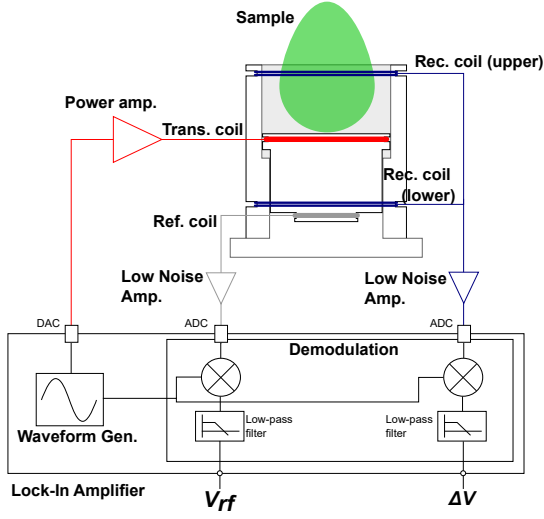 Sample
Rec. coil (upper)
Power amp.
Trans. coil
Rec. coil
(lower)
Ref. coil
Low Noise
Amp.
Low Noise
Amp.
DAC
ADC
ADC
Demodulation
Waveform Gen.
Low-pass
filter
Low-pass
filter
Lock-In Amplifier
Vrf
ΔV